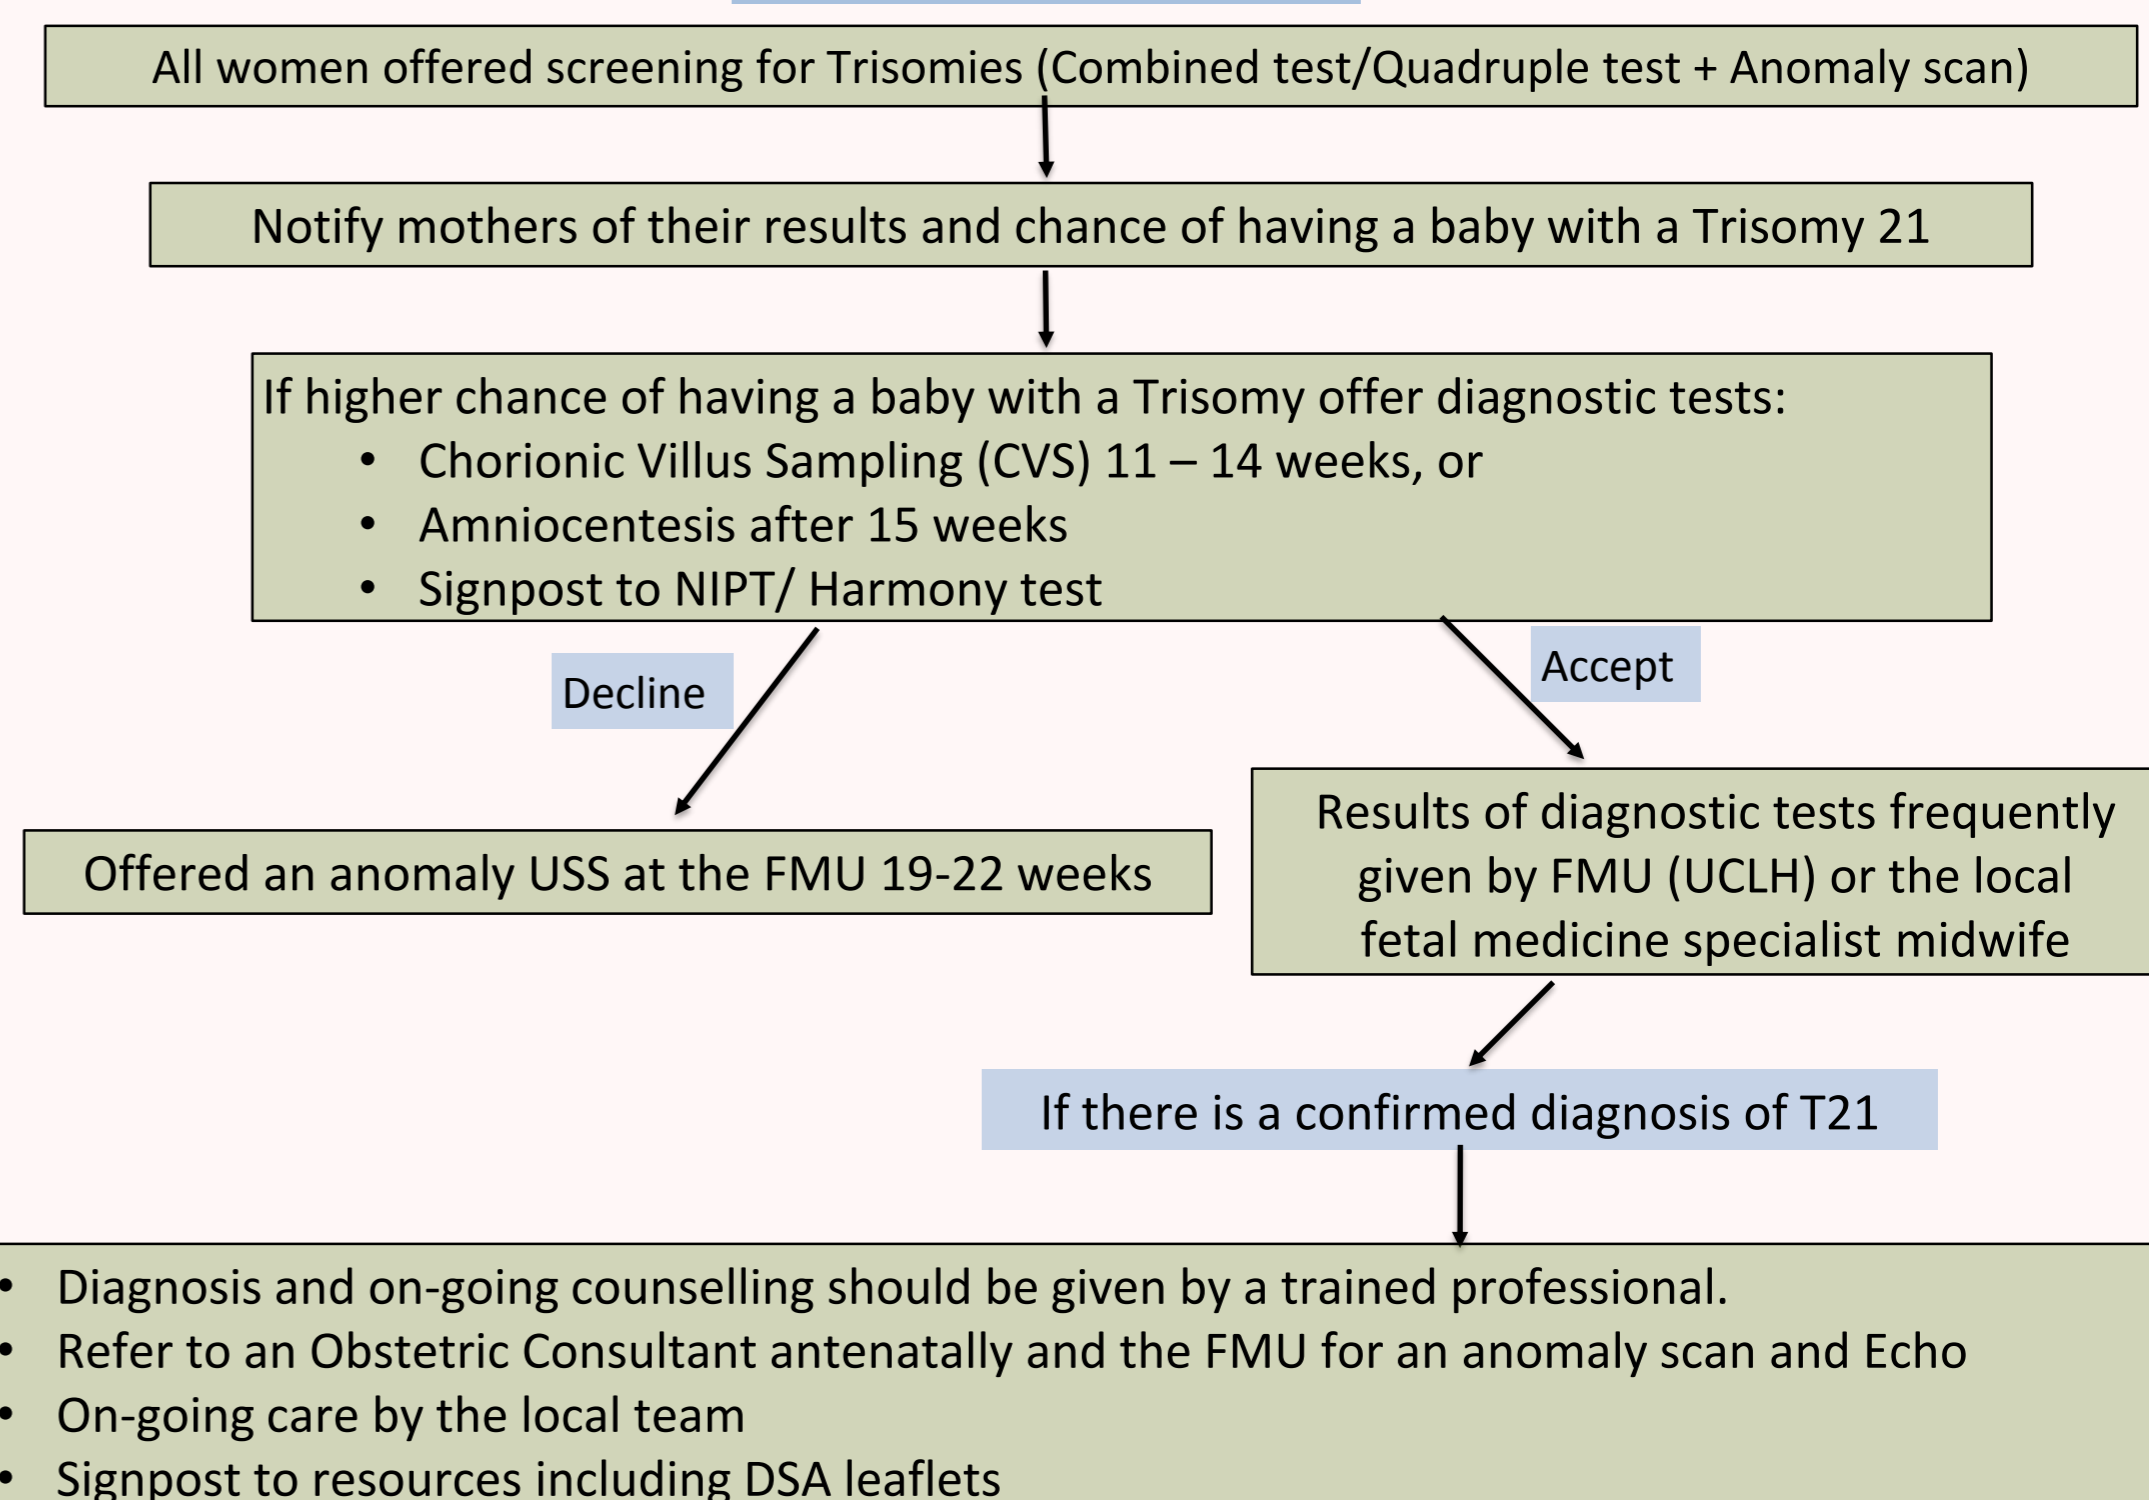 All women offered screening for Trisomies (Combined test/Quadruple test + Anomaly scan)
Notify mothers of their results and chance of having a baby with a Trisomy 21
If higher chance of having a baby with a Trisomy offer diagnostic tests:
• Chorionic Villus Sampling (CVS) 11 – 14 weeks, or
• Amniocentesis after 15 weeks
• Signpost to NIPT/ Harmony test
Decline
Accept
Offered an anomaly USS at the FMU 19-22 weeks
Results of diagnostic tests frequently
given by FMU (UCLH) or the local
fetal medicine specialist midwife
If there is a confirmed diagnosis of T21
• Diagnosis and on-going counselling should be given by a trained professional.
• Refer to an Obstetric Consultant antenatally and the FMU for an anomaly scan and Echo
• On-going care by the local team
• Signpost to resources including DSA leaflets